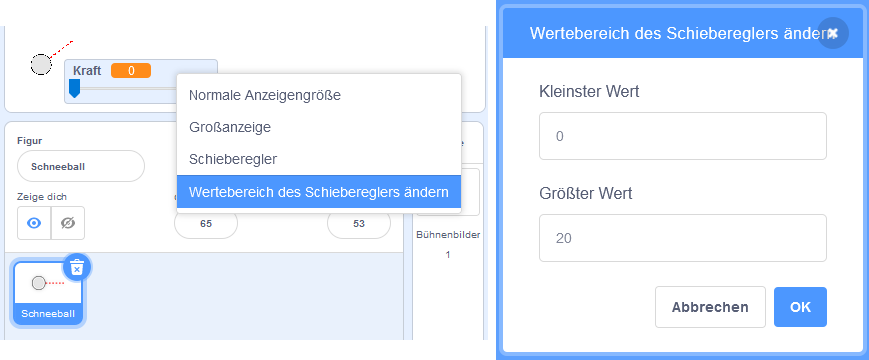 Kraft 0
Normale Anzeigengröße
Großanzeige
Schieberegler
Wertebereich des Schiebereglers ändern
Figur
Schneeball
Zeige dich
65
53
Bühnenbilder
1
Schneeball
Wertebereich des Schiebereglers ändern
Kleinster Wert
0
Größter Wert
20
Abbrechen OK